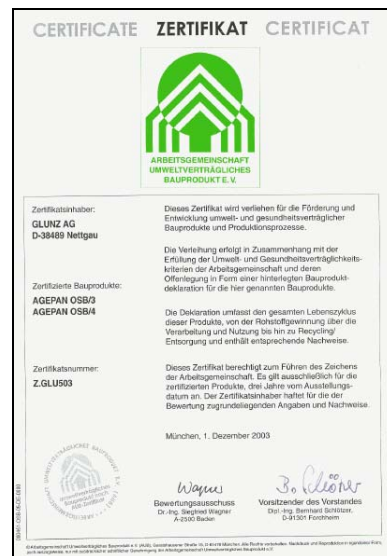 CERTIFICATE ZERTIFIKAT CERTIFICAT
ARBEITSGEMEINSCHAFT
UMWELTVERTRÄGLICHES
BAUPRODUKT E.V.
Zertifikatsinhaber:
GLUNZ AG
D-38489 Nettgau
Zertifizierte Bauprodukte:
AGEPAN OSB/3
AGEPAN OSB/4
Zertifikatsnummer:
Z.GLU503
Dieses Zertifikat wird verliehen für die Förderung und
Entwicklung umwelt- und gesundheitsverträglicher
Bauprodukte und Produktionsprozesse.
Die Verleihung erfolgt in Zusammenhang mit der
Erfüllung der Umwelt- und Gesundheitsverträglichkeits-
kriterien der Arbeitsgemeinschaft und deren
Offenlegung in Form einer hinterlegten Bauprodukt-
deklaration für die hier genannten Bauprodukte.
Die Deklaration umfasst den gesamten Lebenszyklus
dieser Produkte, von der Rohstoffgewinnung über die
Verarbeitung und Nutzung bis hin zu Recycling/
Entsorgung und enthält entsprechende Nachweise.
Dieses Zertifikat berechtigt zum Führen des Zeichens
der Arbeitsgemeinschaft. Es gilt ausschließlich für die
zertifizierten Produkte, drei Jahre vom Ausstellungs-
datum an. Der Zertifikatsinhaber haftet für die der
Bewertung zugrundeliegenden Angaben und Nachweise.
München, 1. Dezember 2003
Wagner
Bewertungsausschuss
Dr.-Ing. Siegfried Wagner
A-2500 Baden
Vorsitzender des Vorstandes
Dipl.-Ing. Bernhard Schlötzer,
D-91301 Forchheim